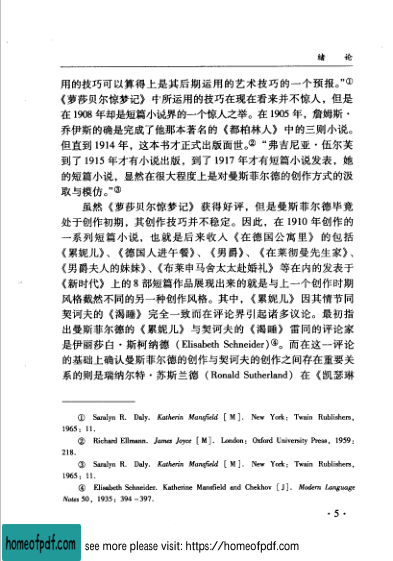 绪 论
用的技巧可以算得上是其后期运用的艺术技巧的一个预报。”①
《萝莎贝尔惊梦记》中所运用的技巧在现在看来并不惊人，但是
在 1908 年却是短篇小说界的一个惊人之举。在 1905 年，詹姆斯·
乔伊斯的确是完成了他那本著名的《都柏林人》中的三则小说。
但直到 1914 年，这本书才正式出版面世。② “弗吉尼亚·伍尔芙
到了 1915 年才有小说出版，到了 1917 年才有短篇小说发表，她
的短篇小说，显然在很大程度上是对曼斯菲尔德的创作方式的汲
取与模仿。”③
虽然《萝莎贝尔惊梦记》获得好评，但是曼斯菲尔德毕竟
处于创作初期，其创作技巧并不稳定。因此，在 1910 年创作的
一系列短篇小说，也就是后来收入《在德国公寓里》的包括
《累妮儿》、《德国人进午餐》、《男爵》、《在莱彻曼先生家》、
《男爵夫人的妹妹》、《布莱申马舍太太赴婚礼》等在内的发表于
《新时代》上的 8 部短篇作品展现出来的就是与上一个创作时期
风格截然不同的另一种创作风格。其中，《累妮儿》因其情节同
契诃夫的《渴睡》完全一致而在评论界引起诸多议论。最初指
出曼斯菲尔德的《累妮儿》与契诃夫的《渴睡》雷同的评论家
是伊丽莎白·斯柯纳德（Elisabeth Schneider）④。而在这一评论
的基础上确认曼斯菲尔德的创作与契诃夫的创作之间存在重要关
系的则是瑞纳尔特·苏斯兰德（Ronald Sutherland）在《凯瑟琳
① Saralyn R. Daly. Katherin Mangfield [M]. New York: Twain Rublishers,
1965: 11.
② Richard Ellmann. James Joyce [M]. London: Oxford University Press, 1959:
218.
③ Saralyn R. Daly. Katherin Mangfield [M]. New York: Twain Rublishers,
1965: 11.
④ Elisabeth Schneider. Katherine Mansfield and Chekhov [J]. Modern Language
Notes 50, 1935: 394-397.
·5·
homeofpdf.com
see more please visit: https://homeofpdf.com